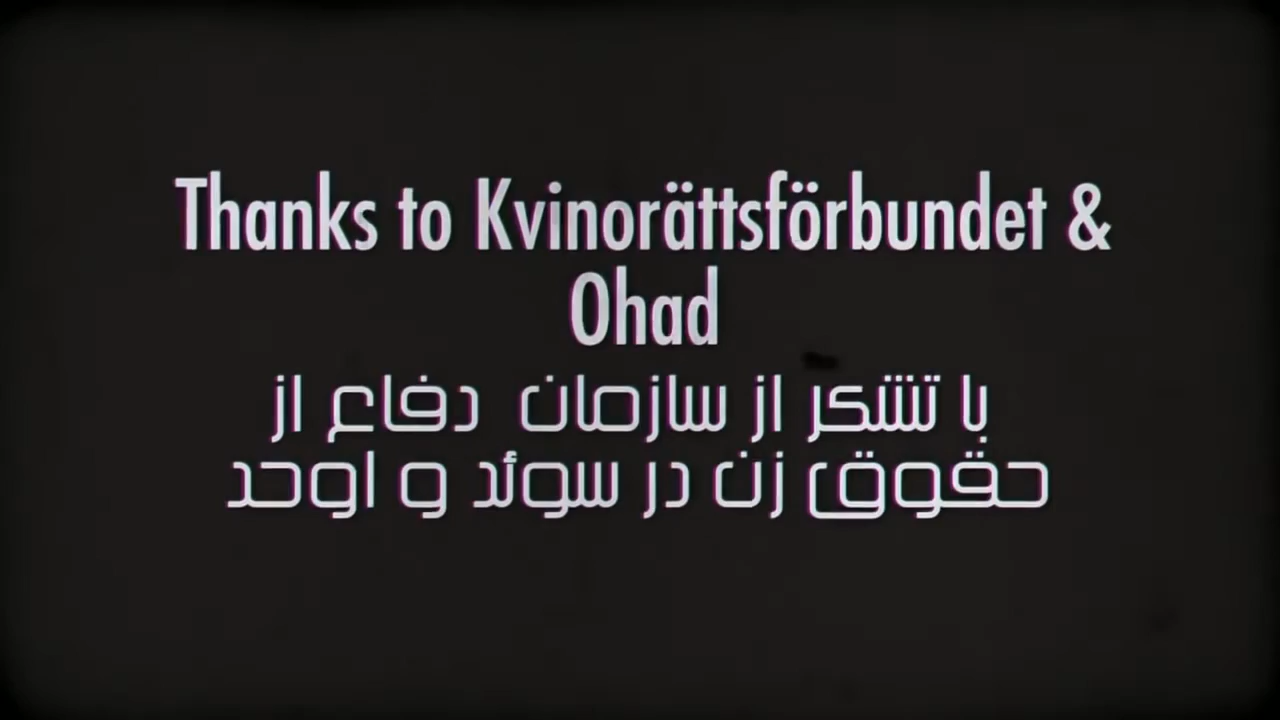 Thanks to Kvinorättsförbundet &
Ohad
با تشکر از سازمان دفاع از
حقوق زن در سوئد و اوحد